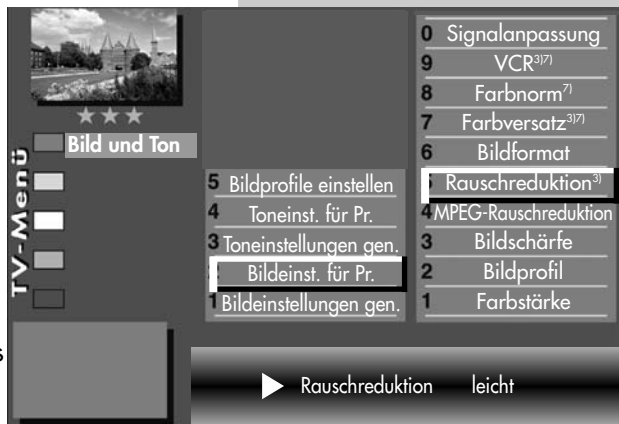 TV-Menü
Bild und Ton
5 Bildprofile einstellen
4 Toneinst. für Pr.
3 Toneinstellungen gen.
2 Bildeinst. für Pr.
1 Bildeinstellungen gen.
0 Signalanpassung
9 VCR3)7)
8 Farbnorm7)
7 Farbversatz3)7)
6 Bildformat
5 Rauschreduktion3)
4 MPEG-Rauschreduktion
3 Bildschärfe
2 Bildprofil
1 Farbstärke
s
Rauschreduktion leicht